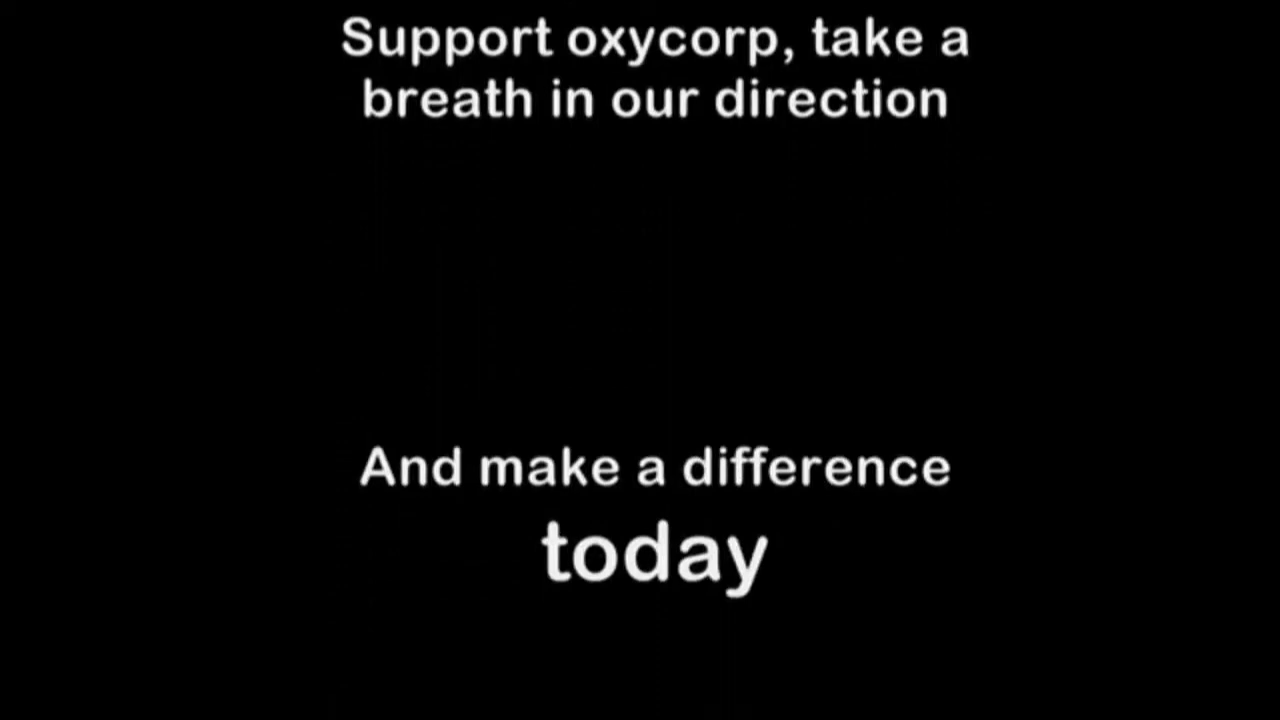 Support oxycorp, take a
breath in our direction
And make a difference
today